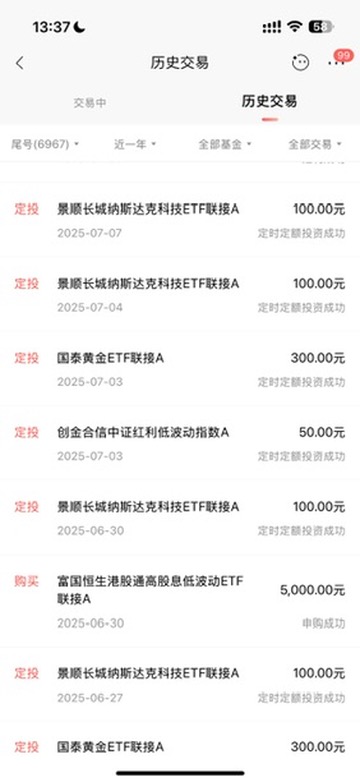 13:37
58
历史交易
99
交易中
历史交易
尾号(6967)
近一年
全部基金
全部交易
定投
景顺长城纳斯达克科技ETF联接A
100.00元
2025-07-07
定时定额投资成功
定投
景顺长城纳斯达克科技ETF联接A
100.00元
2025-07-04
定时定额投资成功
定投
国泰黄金ETF联接A
300.00元
2025-07-03
定时定额投资成功
定投
创金合信中证红利低波动指数A
50.00元
2025-07-03
定时定额投资成功
定投
景顺长城纳斯达克科技ETF联接A
100.00元
2025-06-30
定时定额投资成功
购买
富国恒生港股通高股息低波动ETF
联接A
5,000.00元
2025-06-30
申购成功
定投
景顺长城纳斯达克科技ETF联接A
100.00元
2025-06-27
定时定额投资成功
定投
国泰黄金ETF联接A
300.00元